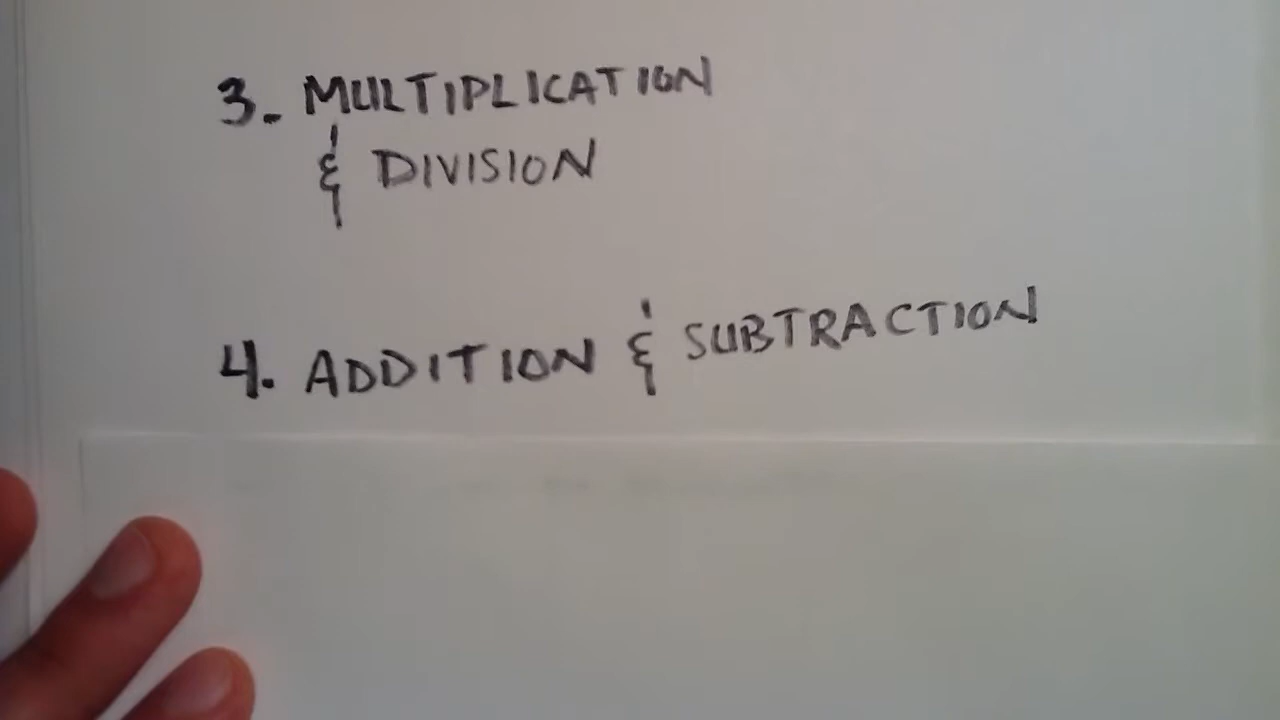 3. MULTIPLICATION
& DIVISION
4. ADDITION & SUBTRACTION